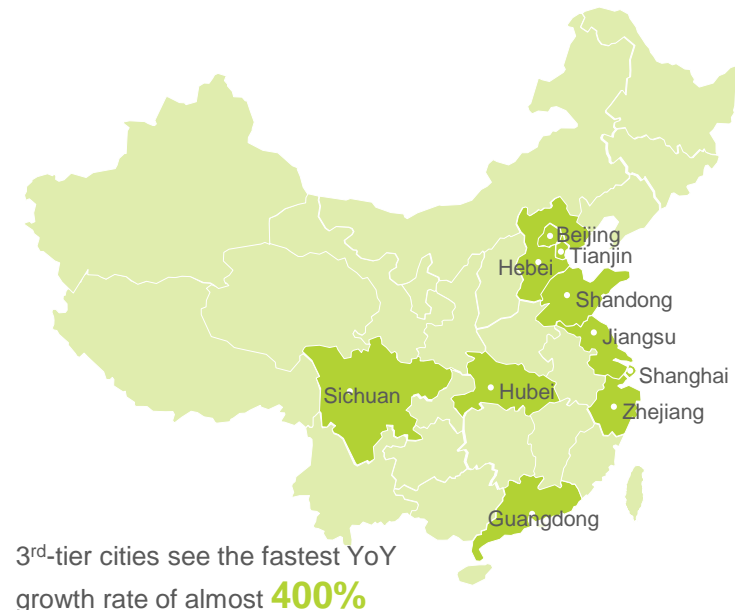 Beijing
Tianjin
Hebei
Shandong
Jiangsu
Shanghai
Sichuan
Hubei
Zhejiang
Guangdong
3rd-tier cities see the fastest YoY
growth rate of almost 400%